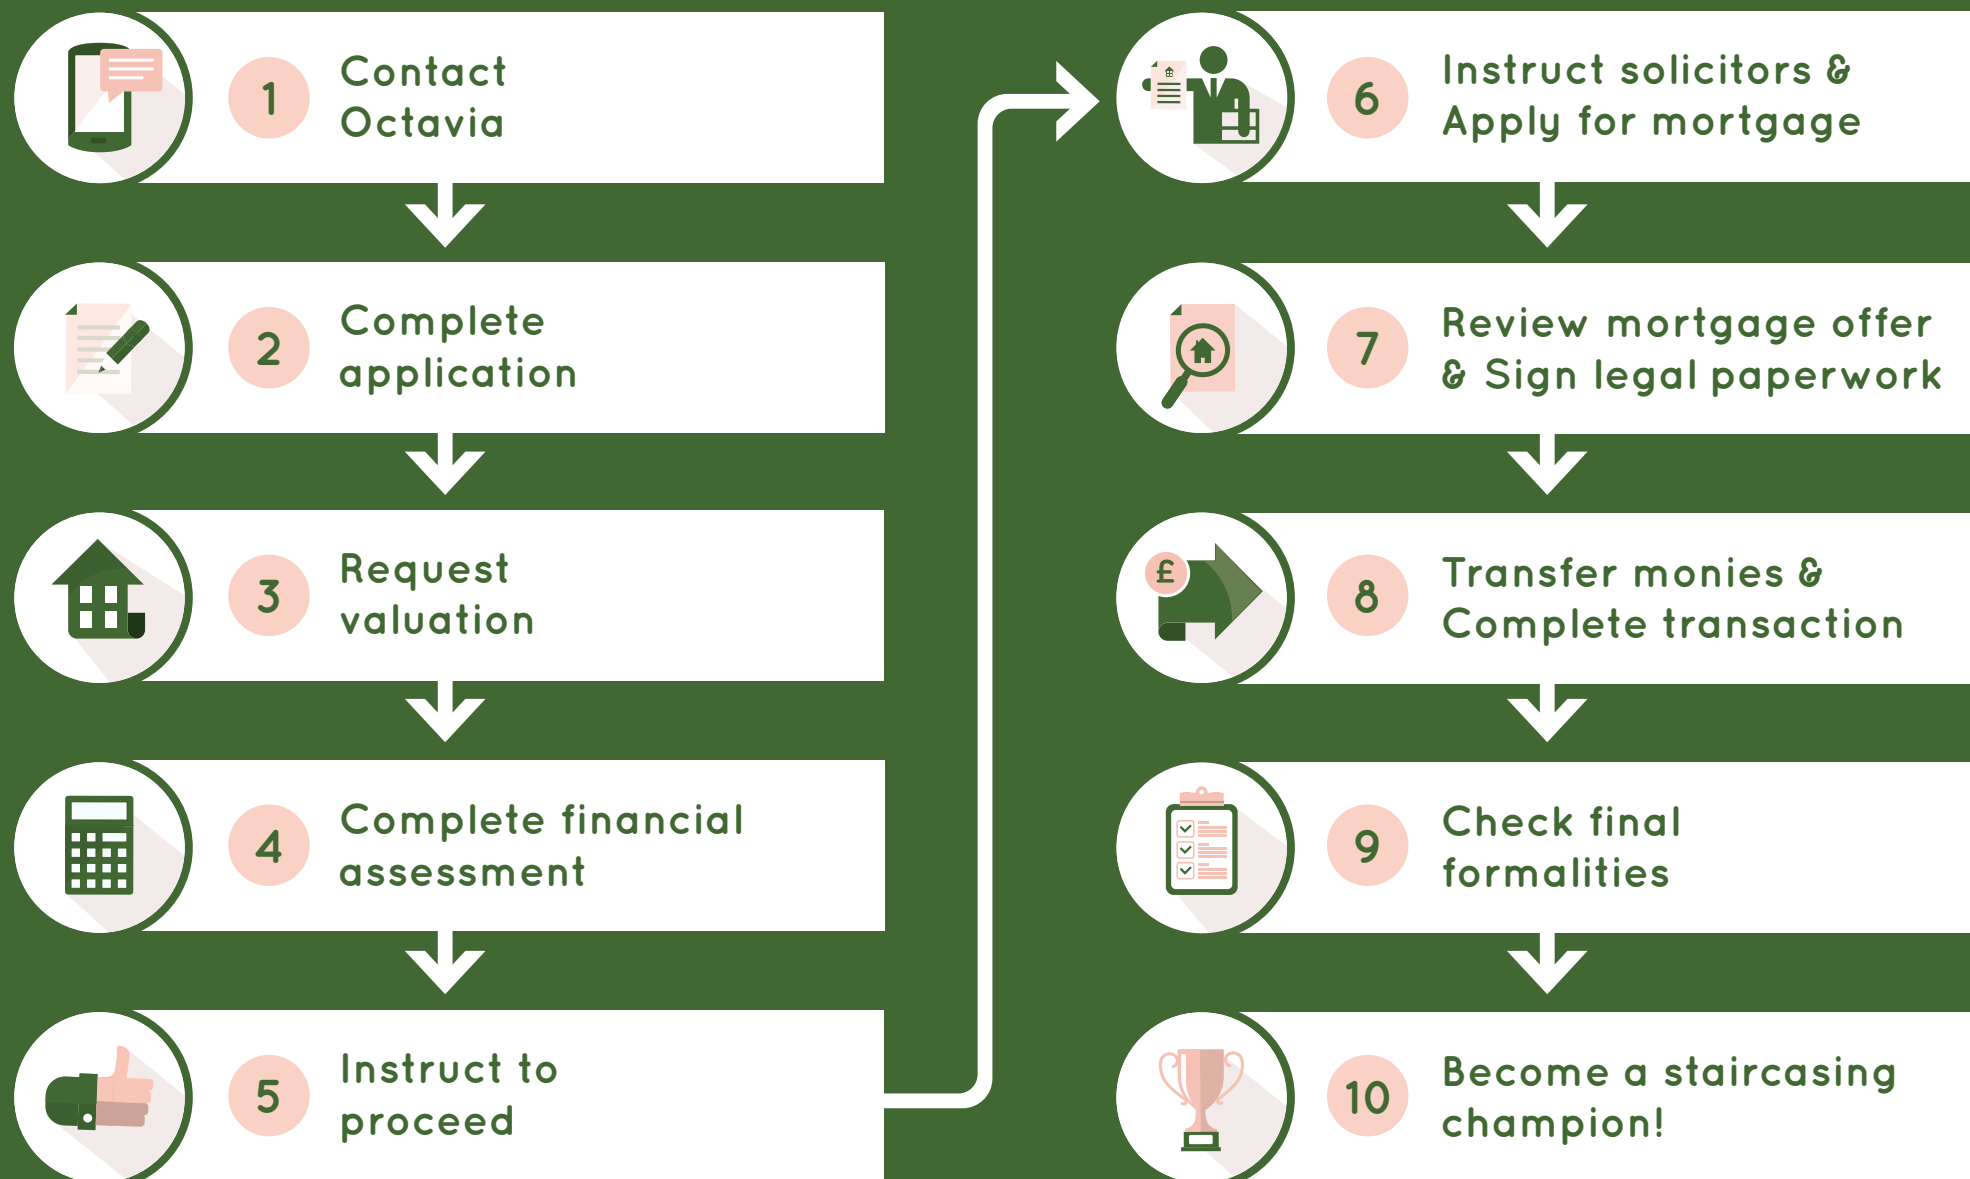 1
Contact
Octavia
2
Complete
application
3
Request
valuation
4
Complete financial
assessment
5
Instruct to
proceed
6
Instruct solicitors &
Apply for mortgage
7
Review mortgage offer
& Sign legal paperwork
£
8
Transfer monies &
Complete transaction
9
Check final
formalities
10
Become a staircasing
champion!